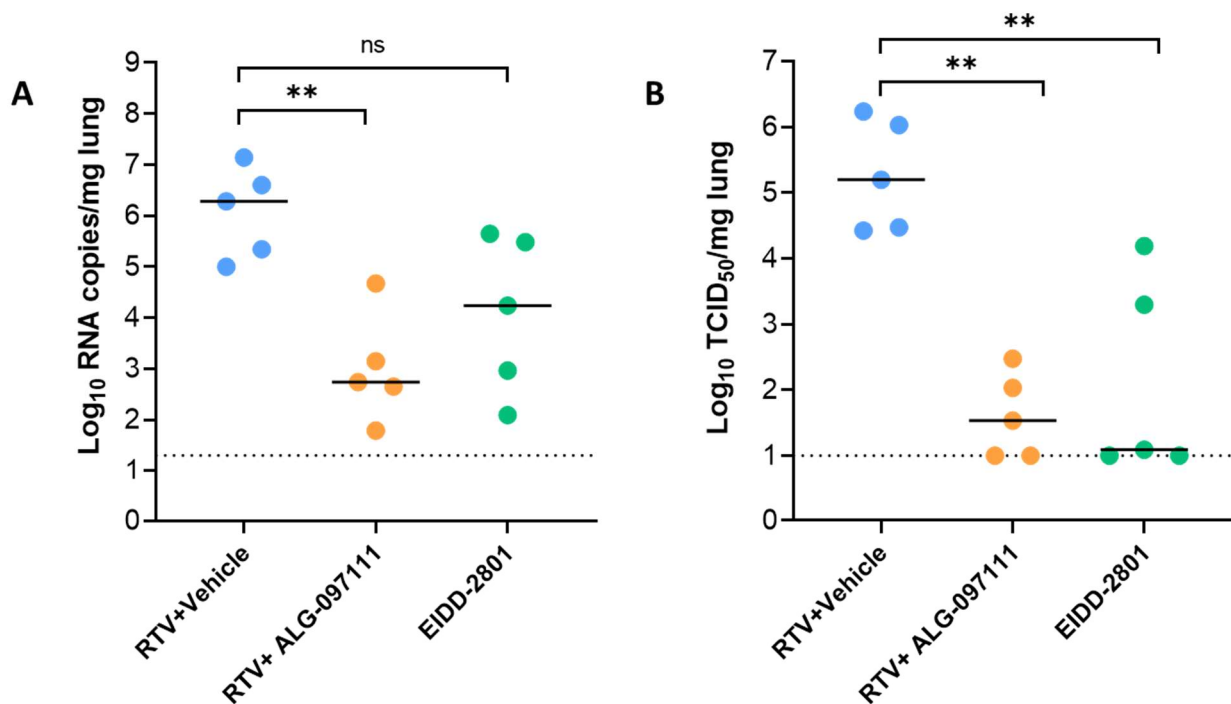 A
Log₁₀ RNA copies/mg lung
9
8
7
6
5
4
3
2
1
0
ns
**
RTV+Vehicle
RTV+ ALG-097111
EIDD-2801
B
Log₁₀ TCID₅₀/mg lung
7
6
5
4
3
2
1
0
**
**
RTV+Vehicle
RTV+ ALG-097111
EIDD-2801